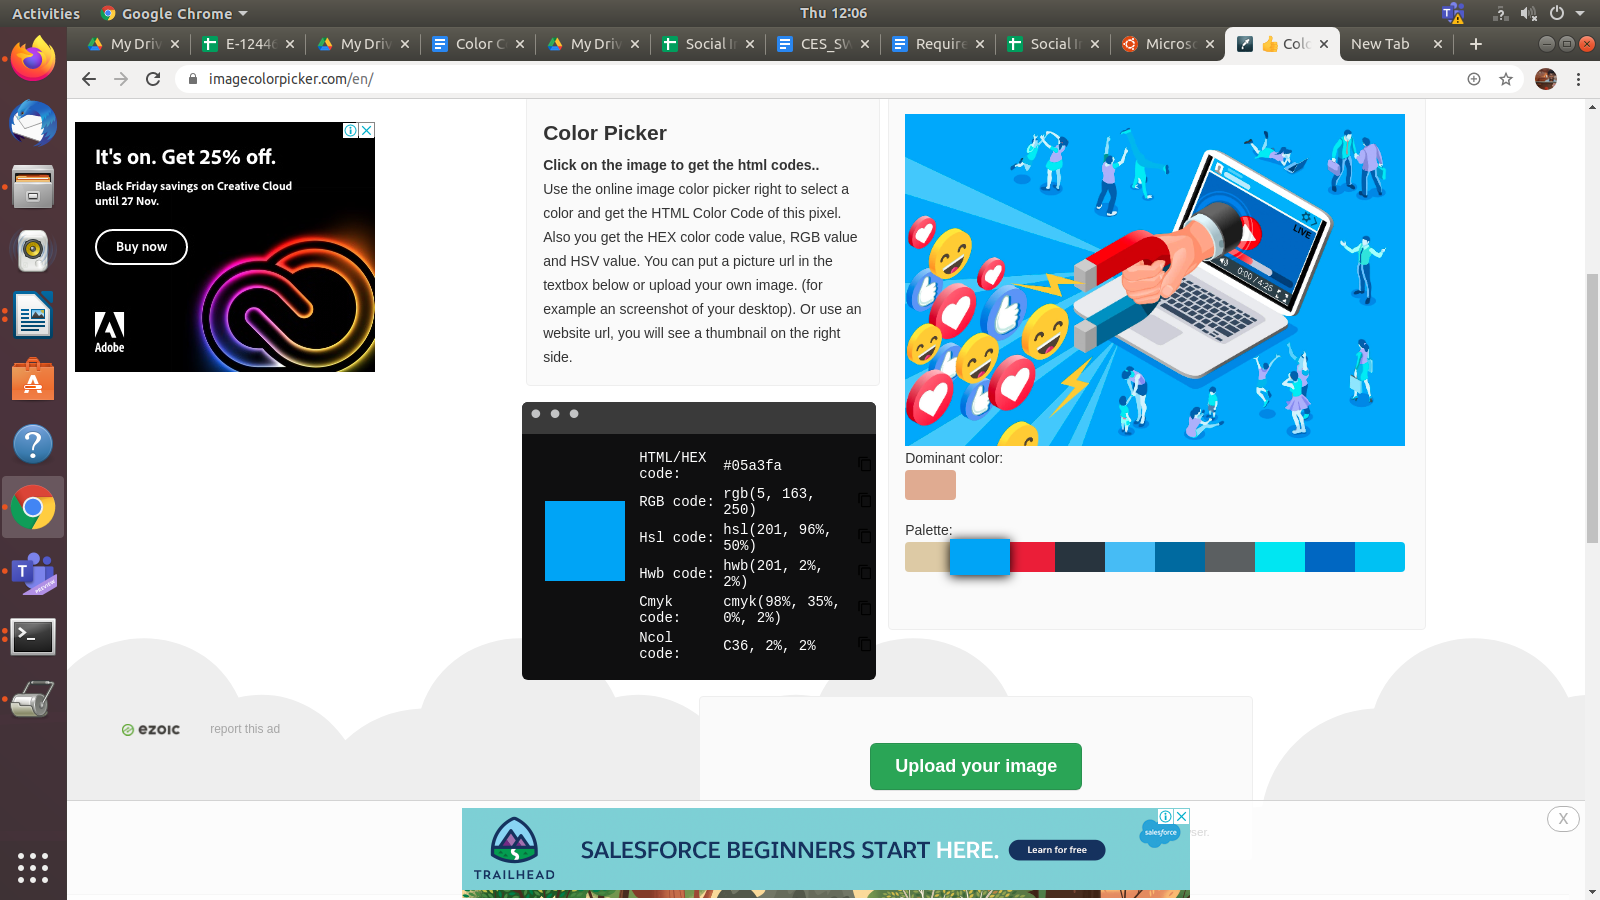 Activities
Google Chrome
Thu 12:06
My Driv
E-1244
My Driv
Color C
My Driv
Social I
CES_SW
Require
Social I
Micros
Colo
New Tab
imagecolorpicker.com/en/
It's on. Get 25% off.
Black Friday savings on Creative Cloud
until 27 Nov.
Buy now
Adobe
Color Picker
Click on the image to get the html codes..
Use the online image color picker right to select a
color and get the HTML Color Code of this pixel.
Also you get the HEX color code value, RGB value
and HSV value. You can put a picture url in the
textbox below or upload your own image. (for
example an screenshot of your desktop). Or use an
website url, you will see a thumbnail on the right
side.
LIVE
0:00 / 4:25
HTML/HEX code: #05a3fa
RGB code: rgb(5, 163, 250)
Hsl code: hsl(201, 96%, 50%)
Hwb code: hwb(201, 2%, 2%)
Cmyk code: cmyk(98%, 35%, 0%, 2%)
Ncol code: C36, 2%, 2%
Dominant color:
Palette:
ezoic
report this ad
Upload your image
ser.
X
TRAILHEAD
SALESFORCE BEGINNERS START HERE.
Learn for free
salesforce
PREVIEW